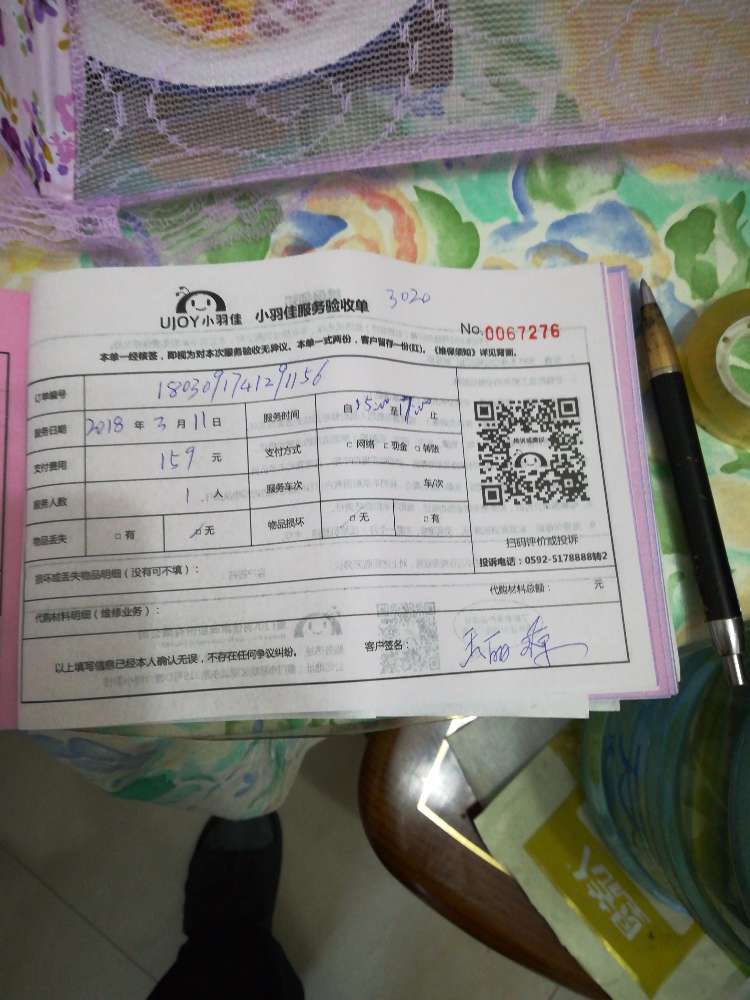 UJOY小羽佳 小羽佳服务验收单 3020
No.0067276
本单一经核签，即视为对本次服务验收无异议。本单一式两份，客户留存一份(红)。《维保须知》详见背面。
订单编号 1803091741291156
服务日期 2018 年 3 月 11 日 服务时间 自 15:00 至 17:00 止
支付费用 159 元 支付方式 □ 网络 □ 现金 □ 转账
服务人数 1 人 服务车次 车/次
物品丢失 □ 有 □ 无 物品损坏 □ 无 □ 有
扫码评价或投诉
投诉电话：0592-5178888转2
损坏或丢失物品明细（没有可不填）：
代购材料明细（维修业务）： 代购材料总额： 元
以上填写信息已经本人确认无误，不存在任何争议纠纷。 客户签名：